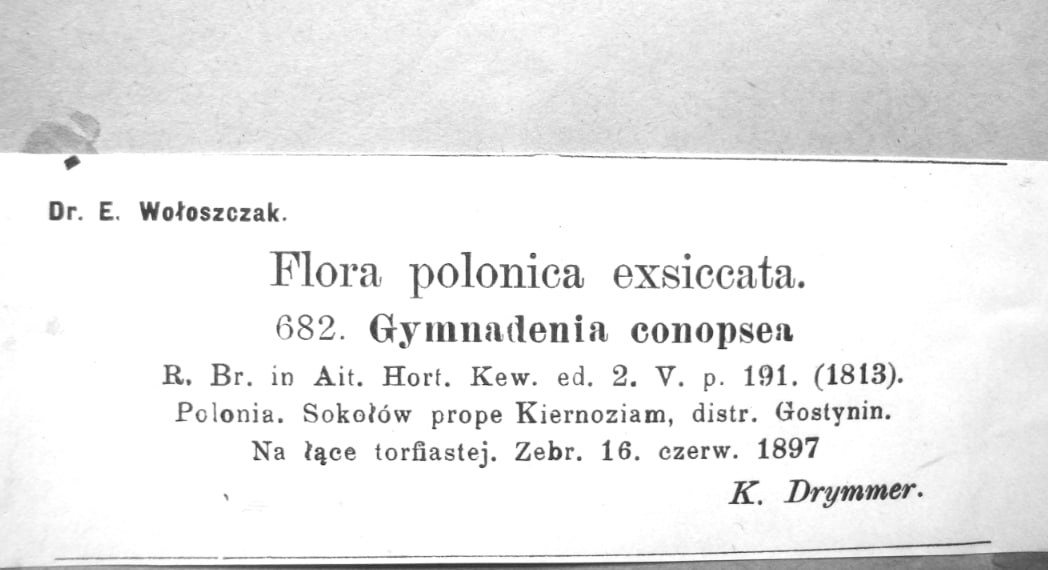 Dr. E. Wołoszczak.
Flora polonica exsiccata.
682. Gymnadenia conopsea
R. Br. in Ait. Hort. Kew. ed. 2. V. p. 191. (1813).
Polonia. Sokołów prope Kiernoziam, distr. Gostynin.
Na łące torfiastej. Zebr. 16. czerw. 1897
K. Drymmer.